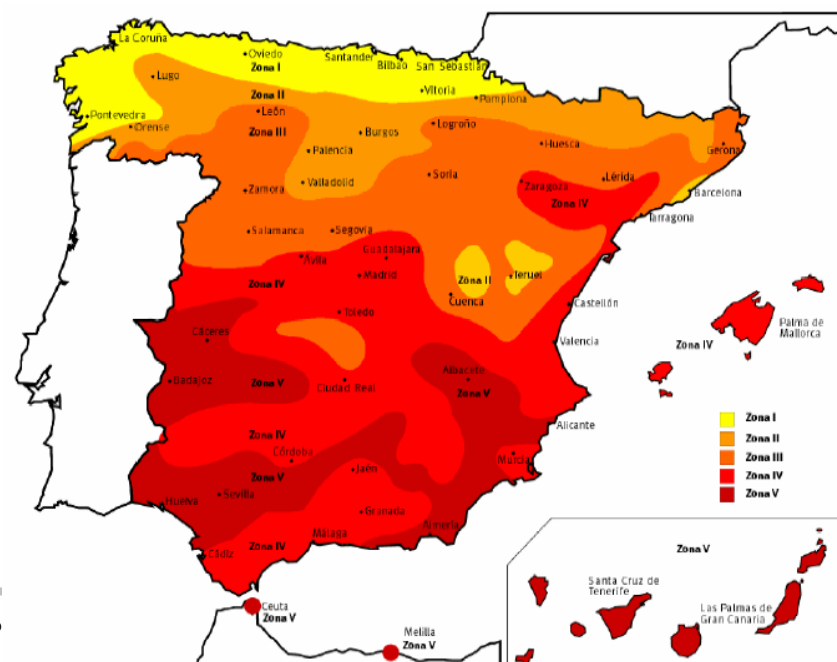 La Coruña
Oviedo
Santander
Bilbao
San Sebastián
Zona I
Lugo
Vitoria
Pamplona
Zona II
León
Pontevedra
Orense
Zona III
Burgos
Logroño
Huesca
Gerona
Palencia
Valladolid
Soria
Zaragoza
Lérida
Barcelona
Zamora
Zona IV
Tarragona
Salamanca
Segovia
Guadalajara
Ávila
Madrid
Zona IV
Zona II
Teruel
Cuenca
Toledo
Castellón
Cáceres
Valencia
Zona IV
Palma de
Mallorca
Badajoz
Zona V
Ciudad Real
Albacete
Zona V
Alicante
Zona IV
Córdoba
Murcia
Zona V
Jaén
Huelva
Sevilla
Granada
Almería
Málaga
Cádiz
Zona IV
Zona I
Zona II
Zona III
Zona IV
Zona V
Ceuta
Zona V
Melilla
Zona V
Zona V
Santa Cruz de
Tenerife
Las Palmas de
Gran Canaria